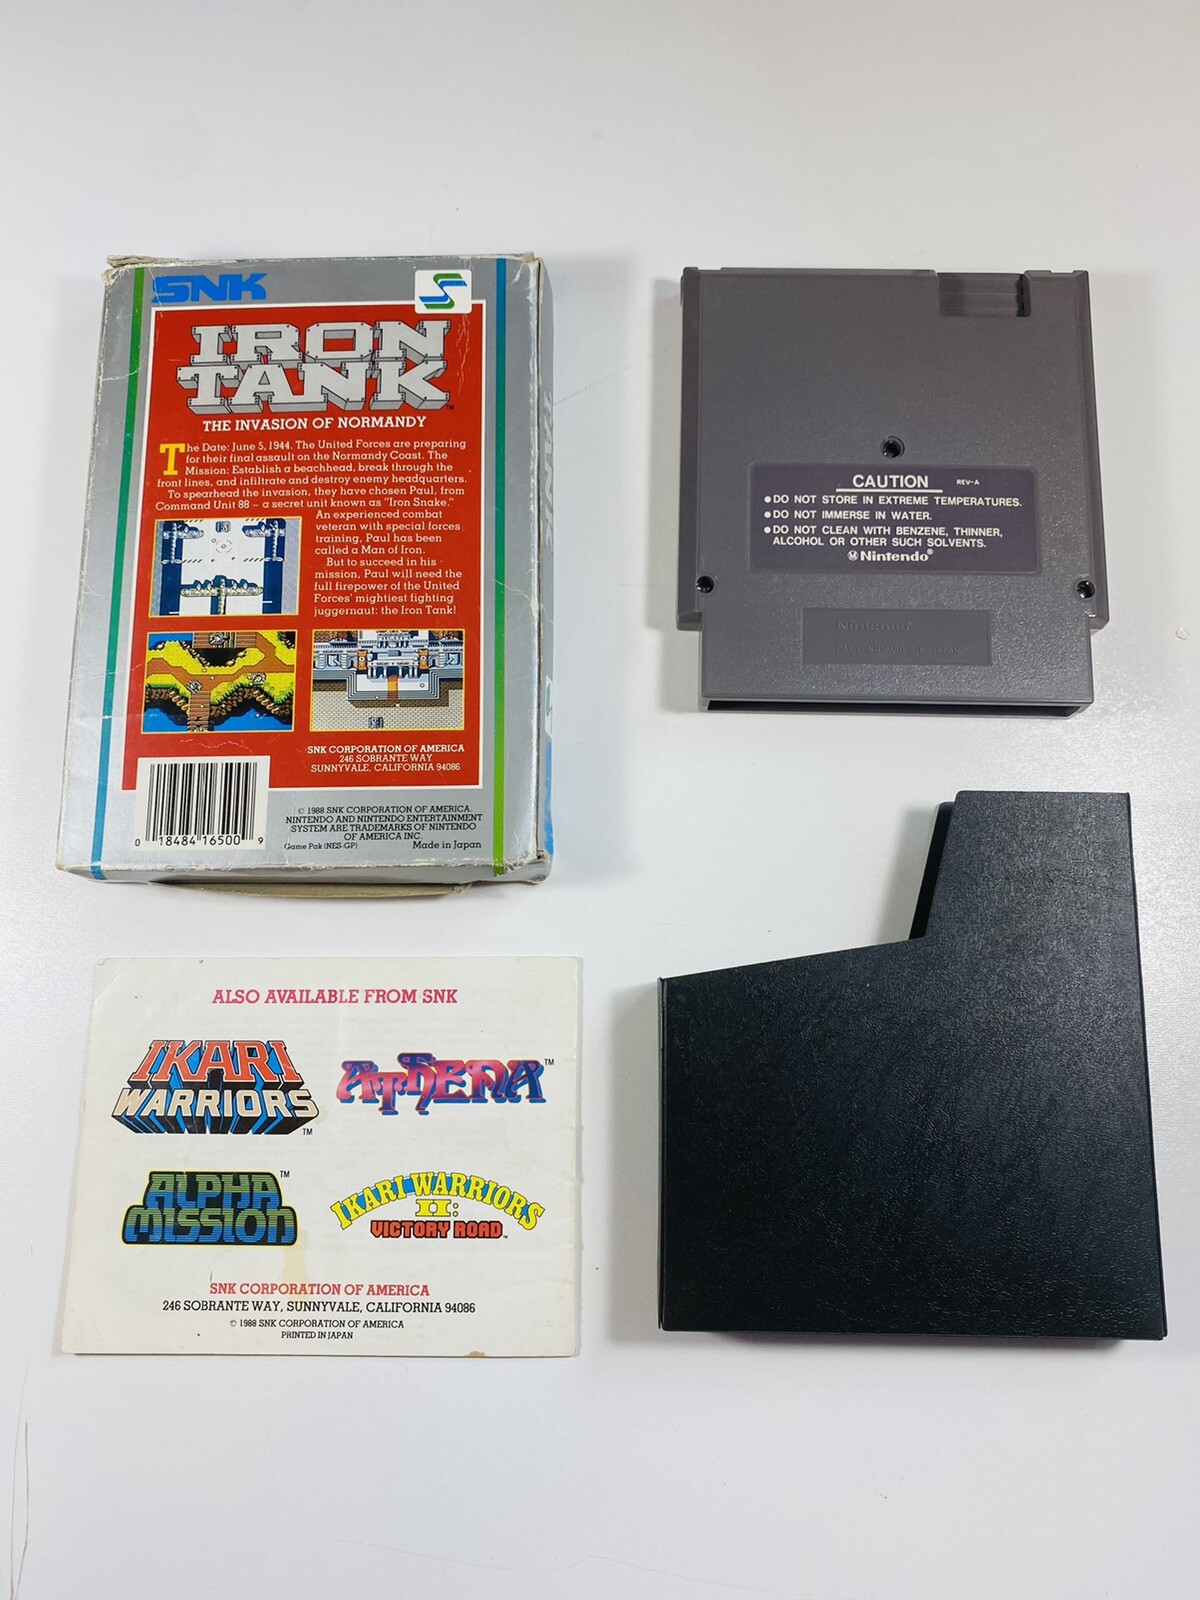 SNK
S
IRON
TANK™
THE INVASION OF NORMANDY
The Date: June 5, 1944. The United Forces are preparing
for their final assault on the Normandy Coast. The
Mission: Establish a beachhead, break through the
front lines, and infiltrate and destroy enemy headquarters.
To spearhead the invasion, they have chosen Paul, from
Command Unit 88 – a secret unit known as "Iron Snake."
An experienced combat
veteran with special forces
training, Paul has been
called a Man of Iron.
But to succeed in his
mission, Paul will need the
full firepower of the United
Forces' mightiest fighting
juggernaut: the Iron Tank!
SNK CORPORATION OF AMERICA
246 SOBRANTE WAY
SUNNYVALE, CALIFORNIA 94086
0 18484 16500 9
© 1988 SNK CORPORATION OF AMERICA.
NINTENDO AND NINTENDO ENTERTAINMENT
SYSTEM ARE TRADEMARKS OF NINTENDO
OF AMERICA INC.
Game Pak (NES-GP) Made in Japan
CAUTION REV-A
●DO NOT STORE IN EXTREME TEMPERATURES.
●DO NOT IMMERSE IN WATER.
●DO NOT CLEAN WITH BENZENE, THINNER,
ALCOHOL OR OTHER SUCH SOLVENTS.
Ⓜ Nintendo®
Nintendo®
ALSO AVAILABLE FROM SNK
IKARI
WARRIORS™
ATHENA™
ALPHA™
MISSION
IKARI WARRIORS
II:
VICTORY ROAD™
SNK CORPORATION OF AMERICA
246 SOBRANTE WAY, SUNNYVALE, CALIFORNIA 94086
© 1988 SNK CORPORATION OF AMERICA
PRINTED IN JAPAN